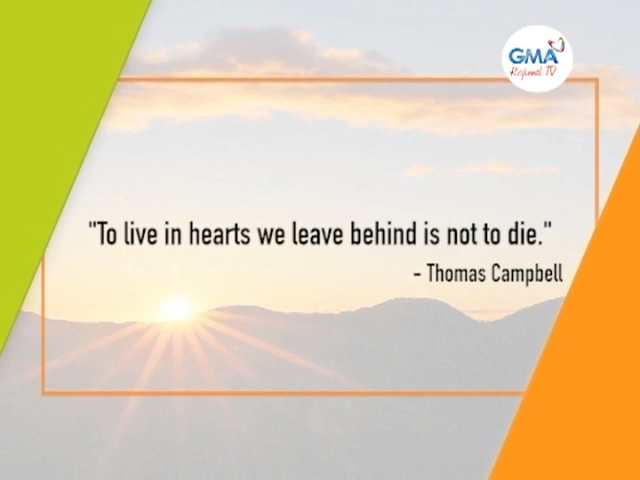 GMA
Regional TV
"To live in hearts we leave behind is not to die."
- Thomas Campbell